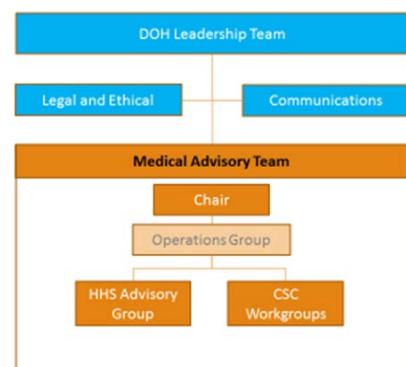 DOH Leadership Team
Legal and Ethical
Communications
Medical Advisory Team
Chair
Operations Group
HHS Advisory
Group
CSC
Workgroups